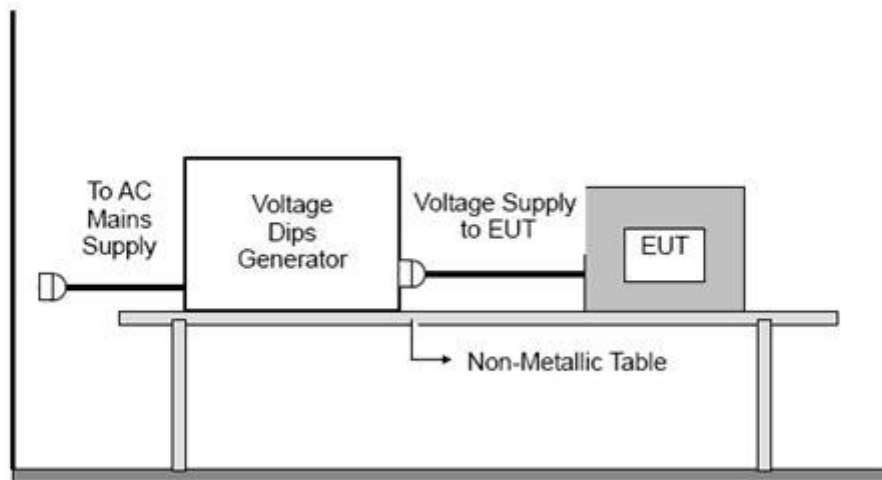 To AC
Mains
Supply
Voltage
Dips
Generator
Voltage Supply
to EUT
EUT
Non-Metallic Table